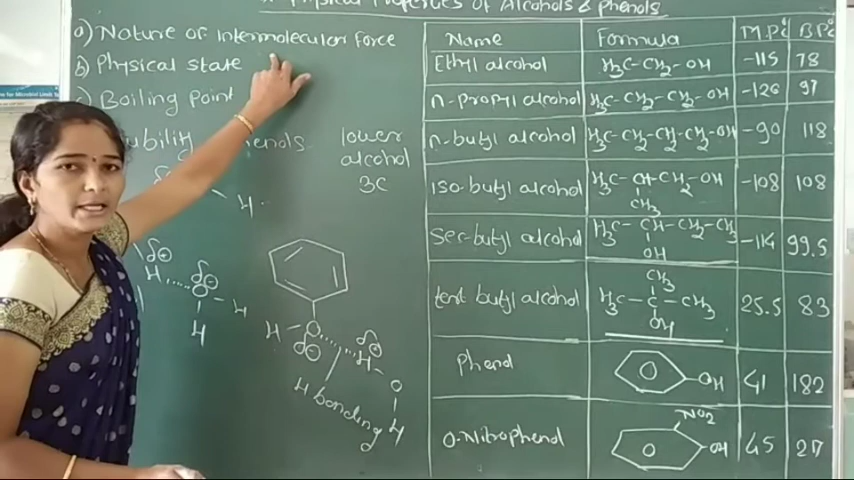 Physical Properties of Alcohols & Phenols
a) Nature of Intermolecular force
b) Physical state
) Boiling Point
ubility
enols
lower
alcohol
3C
H
δ⊖
δ⊕
H
O
H
H
H
O
δ⊖
δ⊕
H
O
H
H bonding
Name Formula M.P°C B.P°C
Ethyl alcohol H3C-CH2-OH -115 78
n-propyl alcohol H3C-CH2-CH2-OH -126 97
n-butyl alcohol H3C-CH2-CH2-CH2-OH -90 118
iso-butyl alcohol H3C-CH-CH2-OH -108 108
CH3
Sec-butyl alcohol H3C-CH-CH2-CH3 -114 99.5
OH
CH3
tert butyl alcohol H3C-C-CH3 25.5 83
OH
Phenol OH 41 182
NO2
O-Nitrophenol OH 45 217